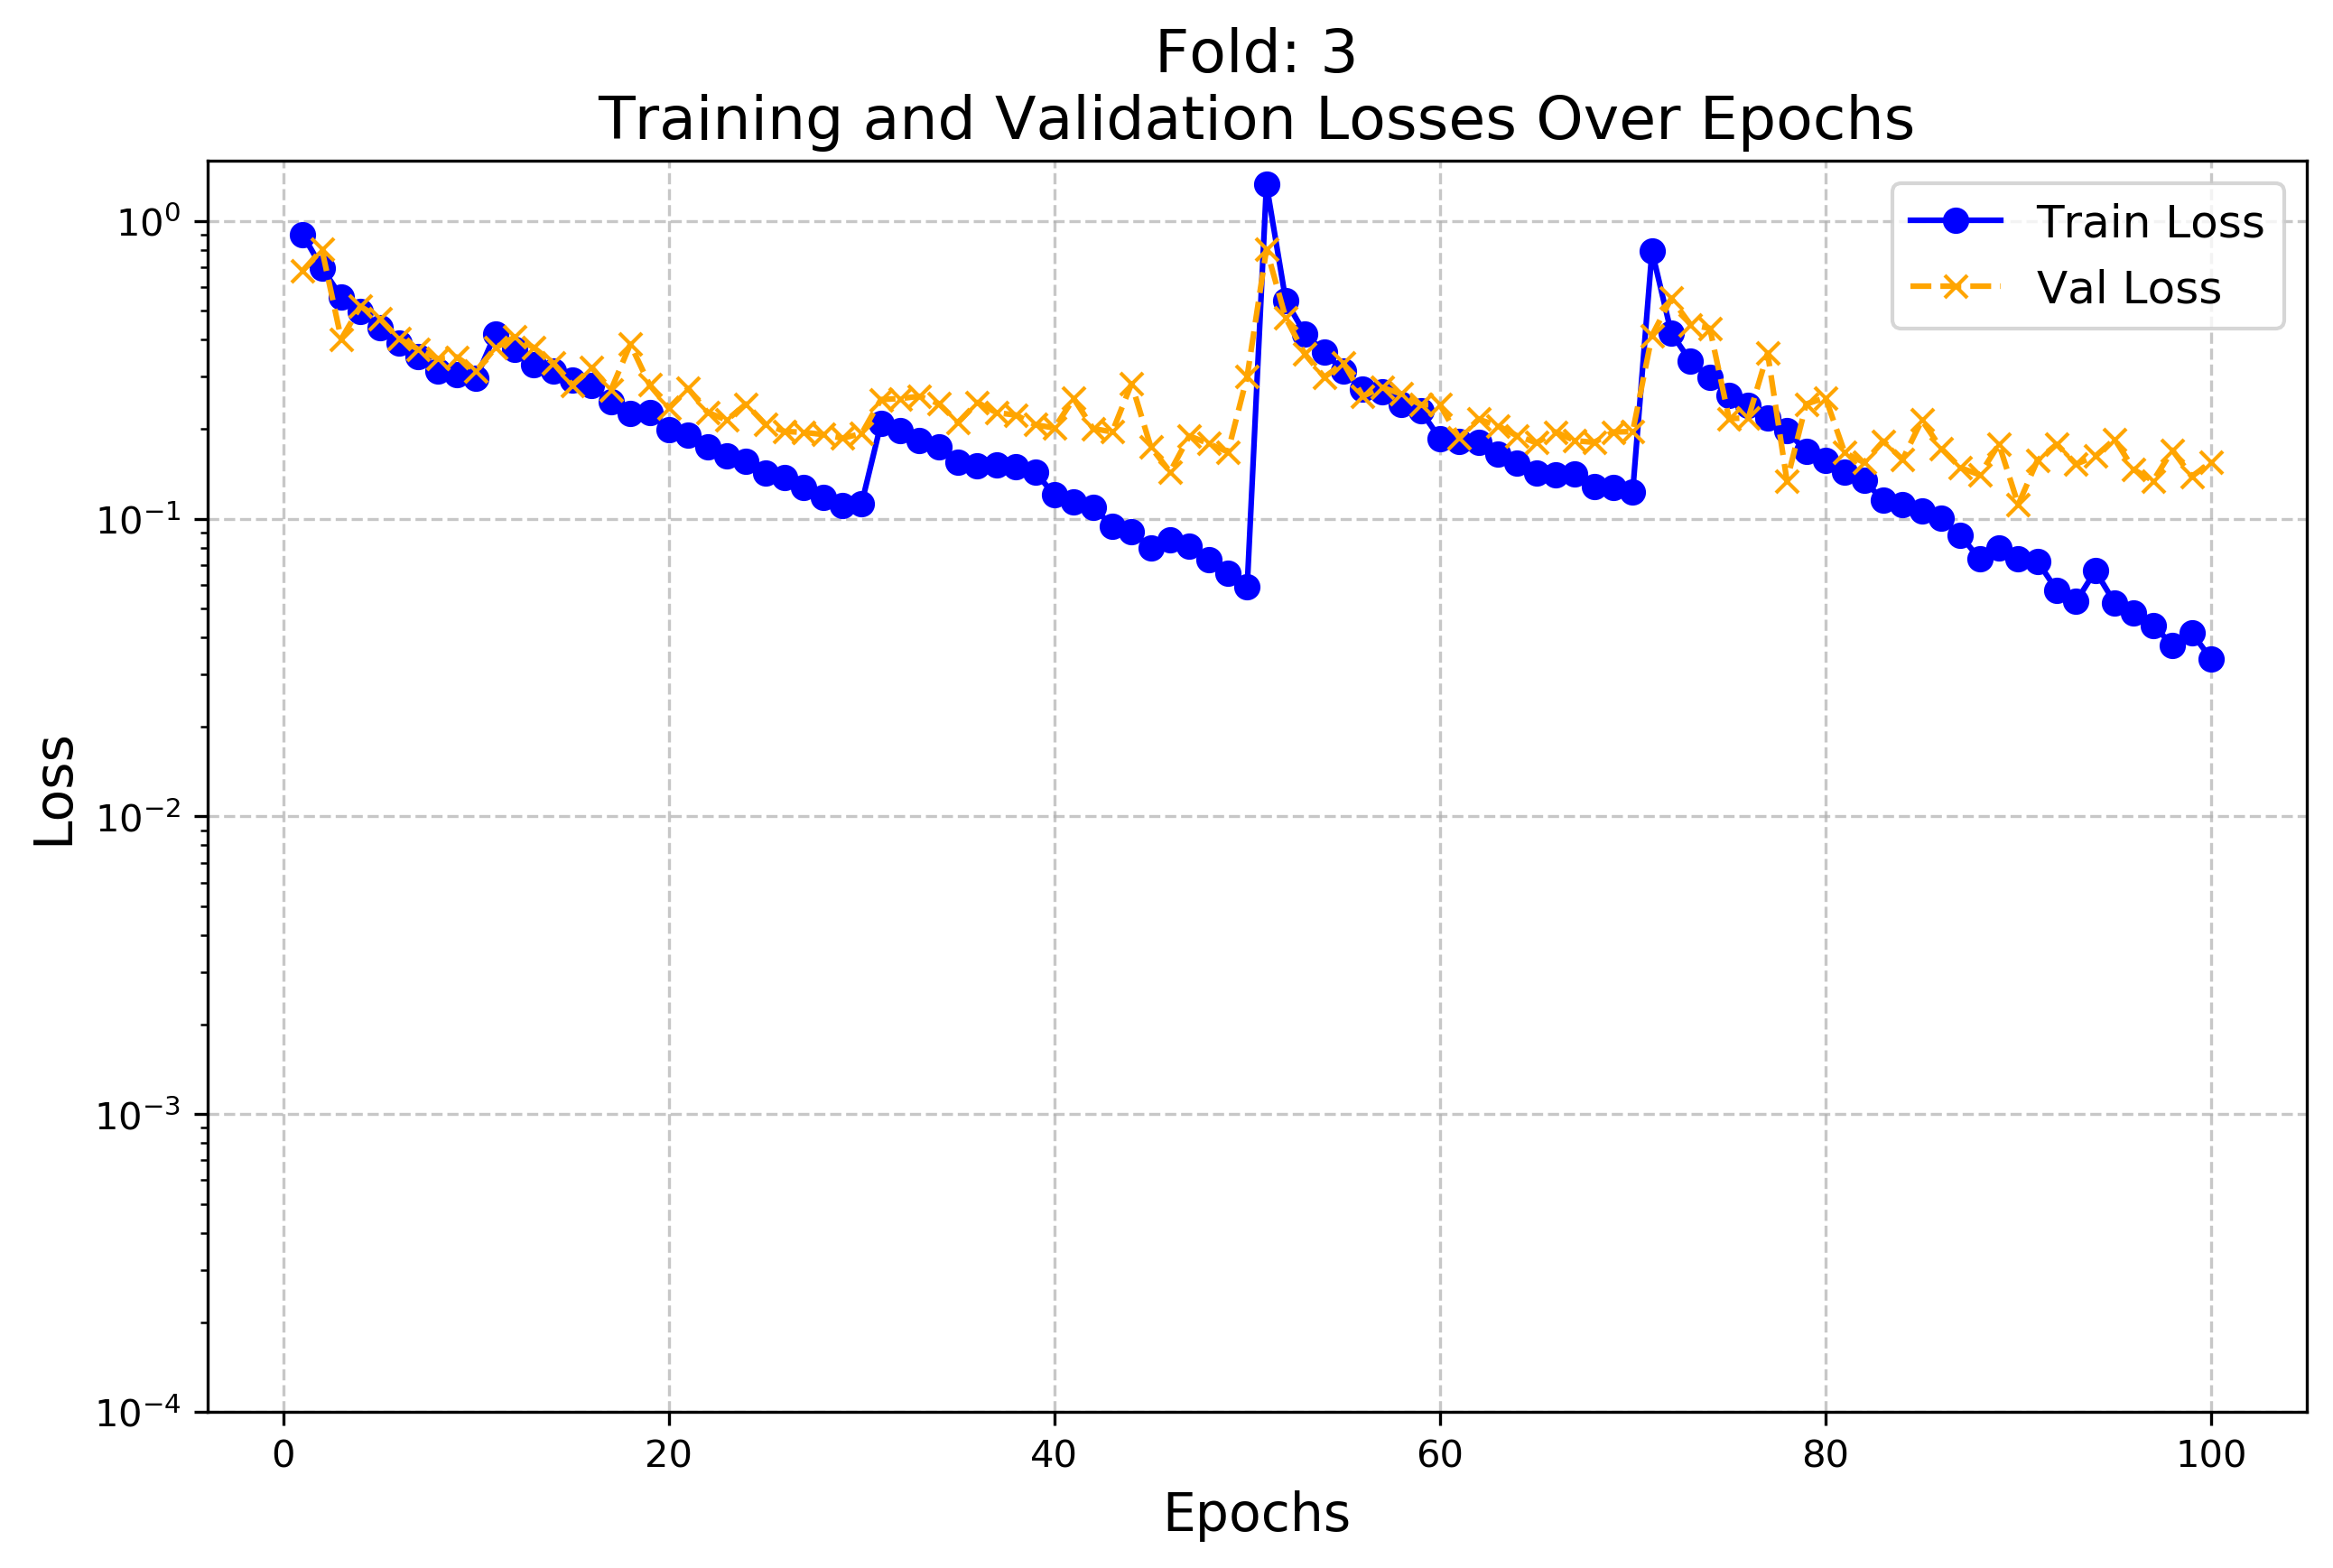 Fold: 3
Training and Validation Losses Over Epochs
Train Loss
Val Loss
10⁰
10⁻¹
10⁻²
10⁻³
10⁻⁴
Loss
0 20 40 60 80 100
Epochs